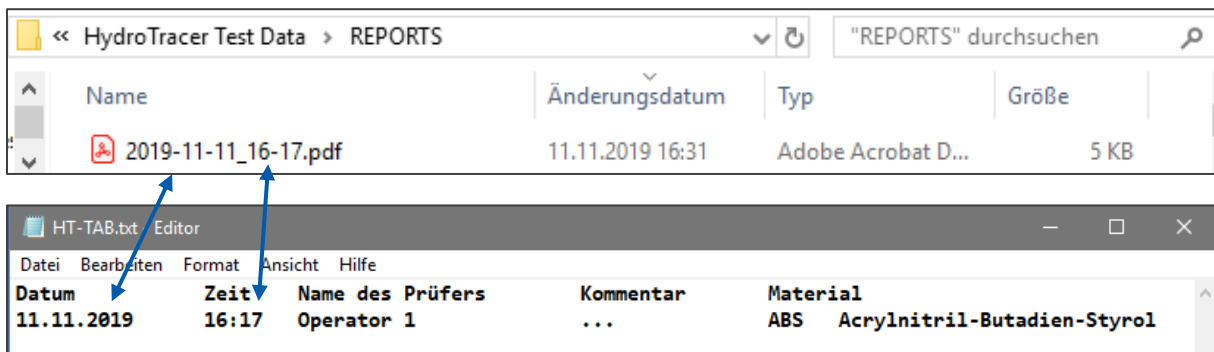 « HydroTracer Test Data > REPORTS "REPORTS" durchsuchen
Name Änderungsdatum Typ Größe
2019-11-11_16-17.pdf 11.11.2019 16:31 Adobe Acrobat D... 5 KB
HT-TAB.txt - Editor
Datei Bearbeiten Format Ansicht Hilfe
Datum Zeit Name des Prüfers Kommentar Material
11.11.2019 16:17 Operator 1 ... ABS Acrylnitril-Butadien-Styrol